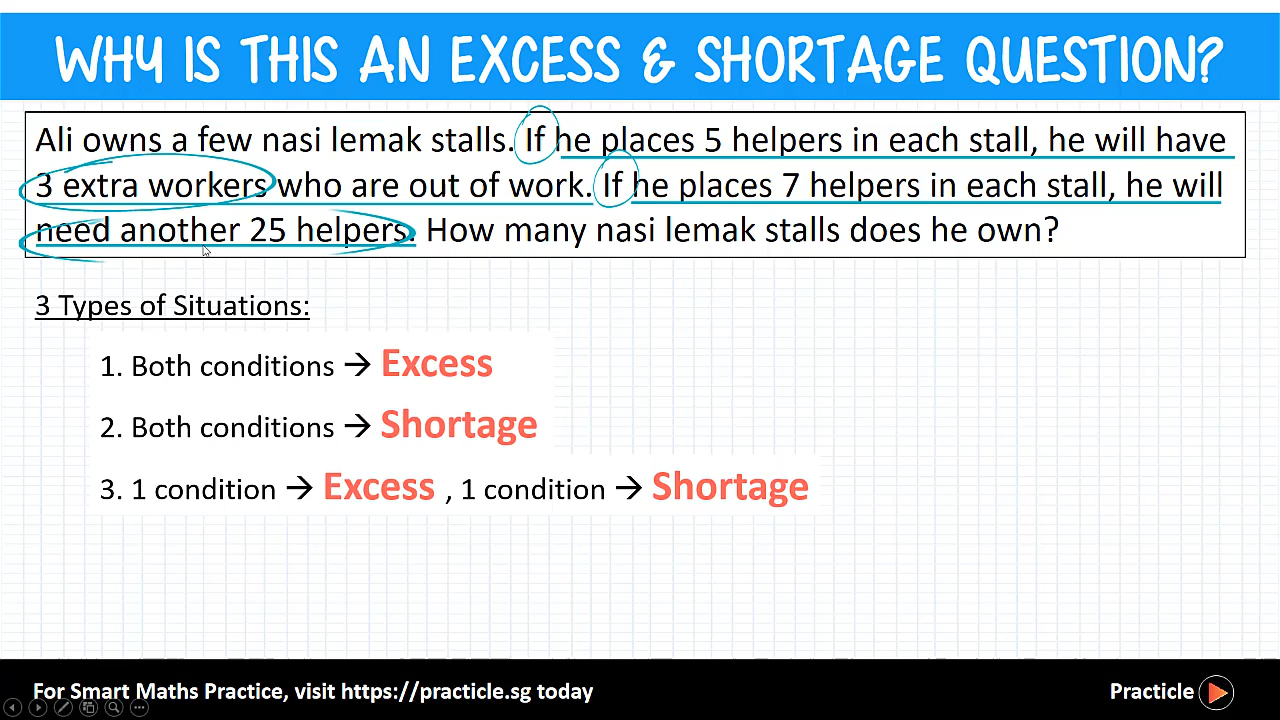 WHY IS THIS AN EXCESS & SHORTAGE QUESTION?
Ali owns a few nasi lemak stalls. If he places 5 helpers in each stall, he will have
3 extra workers who are out of work. If he places 7 helpers in each stall, he will
need another 25 helpers. How many nasi lemak stalls does he own?
3 Types of Situations:
1. Both conditions → Excess
2. Both conditions → Shortage
3. 1 condition → Excess , 1 condition → Shortage
For Smart Maths Practice, visit https://practicle.sg today
Practicle